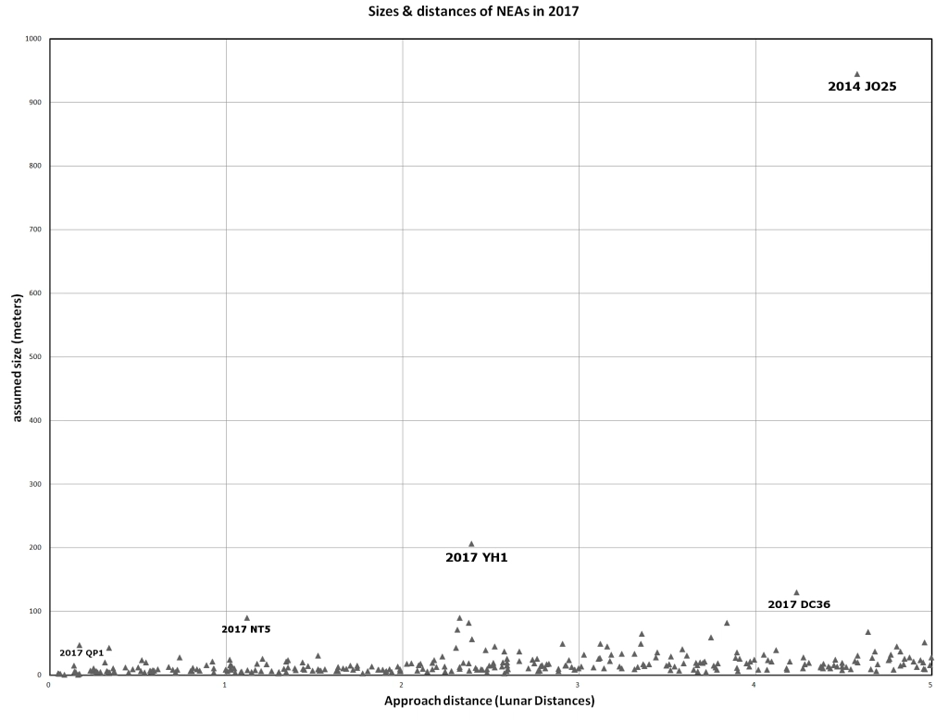 Sizes & distances of NEAs in 2017
1000
2014 JO25
900
800
700
600
500
assumed size (meters)
400
300
200
2017 YH1
100
2017 DC36
2017 NT5
2017 QP1
0
0 1 2 3 4 5
Approach distance (Lunar Distances)